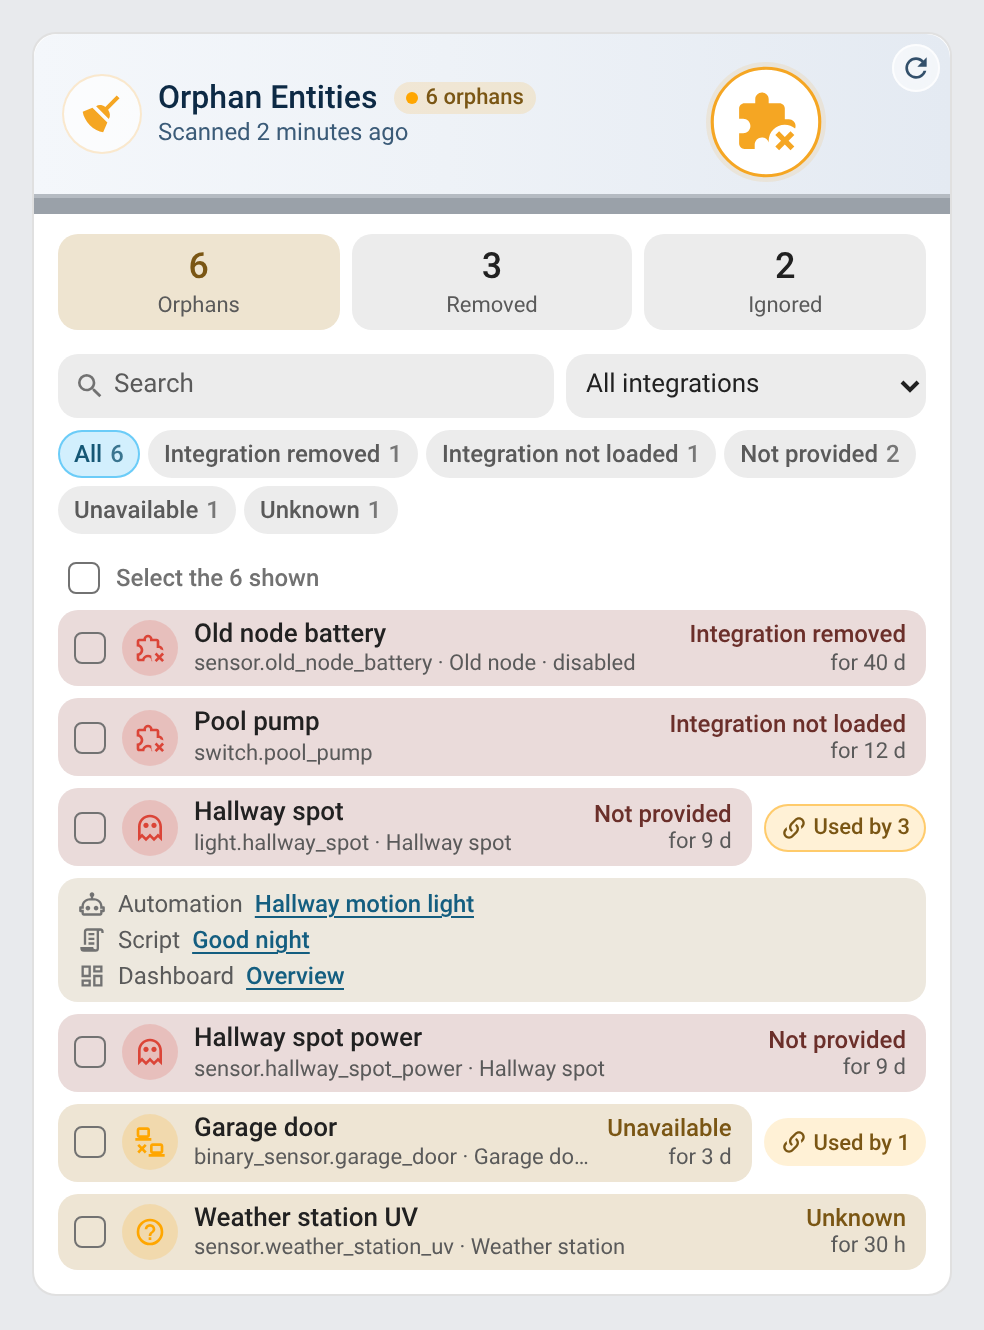 Orphan Entities
6 orphans
Scanned 2 minutes ago
6
Orphans
3
Removed
2
Ignored
Search
All integrations
All 6
Integration removed 1
Integration not loaded 1
Not provided 2
Unavailable 1
Unknown 1
Select the 6 shown
Old node battery
Integration removed
sensor.old_node_battery · Old node · disabled
for 40 d
Pool pump
Integration not loaded
switch.pool_pump
for 12 d
Hallway spot
Not provided
light.hallway_spot · Hallway spot
for 9 d
Used by 3
Automation Hallway motion light
Script Good night
Dashboard Overview
Hallway spot power
Not provided
sensor.hallway_spot_power · Hallway spot
for 9 d
Garage door
Unavailable
binary_sensor.garage_door · Garage do...
for 3 d
Used by 1
Weather station UV
Unknown
sensor.weather_station_uv · Weather station
for 30 h